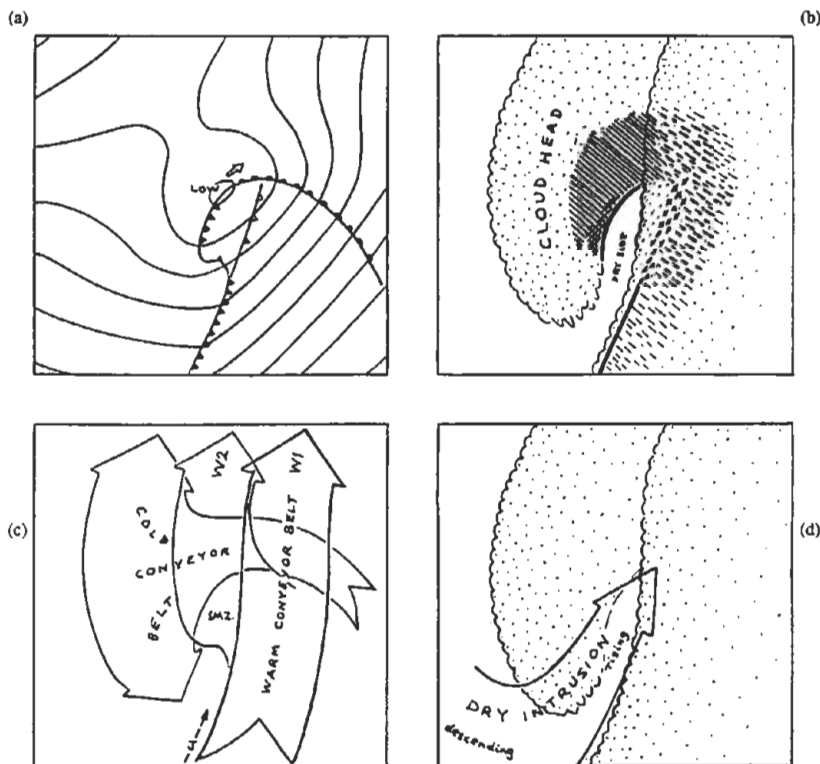 (a)
(b)
LOW
CLOUD HEAD
DRY SLOT
(c)
(d)
W2
W1
COLD
CONVEYOR
BELT
SMZ
WARM CONVEYOR BELT
DRY INTRUSION
rising
descending